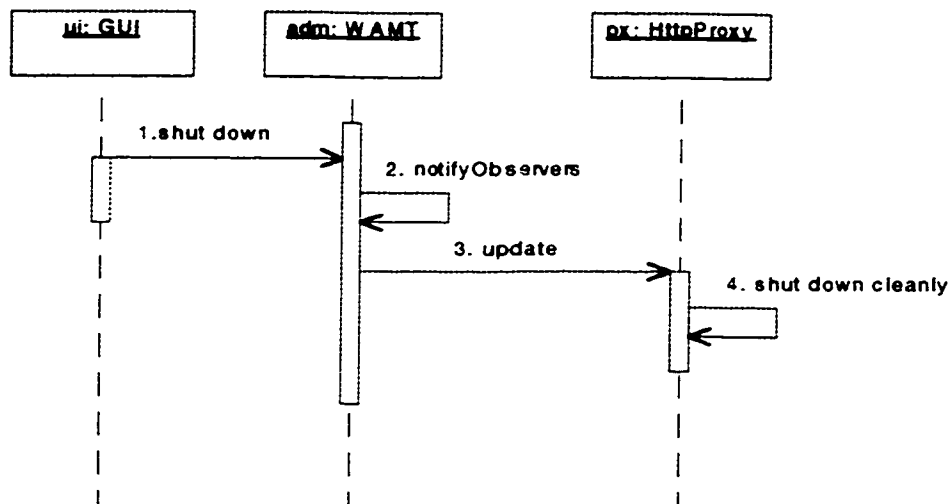 ui: GUI
adm: WAMT
px: HttpProxy
1.shut down
2. notifyObservers
3. update
4. shut down cleanly